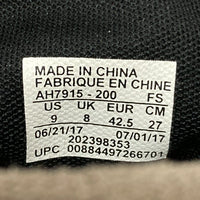 MADE IN CHINA
FABRIQUE EN CHINE
AH7915 - 200 FS
US UK EUR CM
9 8 42.5 27
06/21/17 07/01/17
202398353
UPC 00884497266701